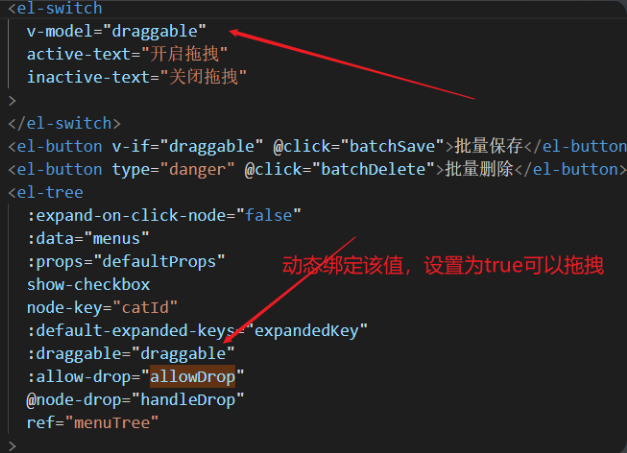 <el-switch
v-model="draggable"
active-text="开启拖拽"
inactive-text="关闭拖拽"
>
</el-switch>
<el-button v-if="draggable" @click="batchSave">批量保存</el-button
<el-button type="danger" @click="batchDelete">批量删除</el-button>
<el-tree
:expand-on-click-node="false"
:data="menus"
:props="defaultProps"
动态绑定该值，设置为true可以拖拽
show-checkbox
node-key="catId"
:default-expanded-keys="expandedKey"
:draggable="draggable"
:allow-drop="allowDrop"
@node-drop="handleDrop"
ref="menuTree"
>